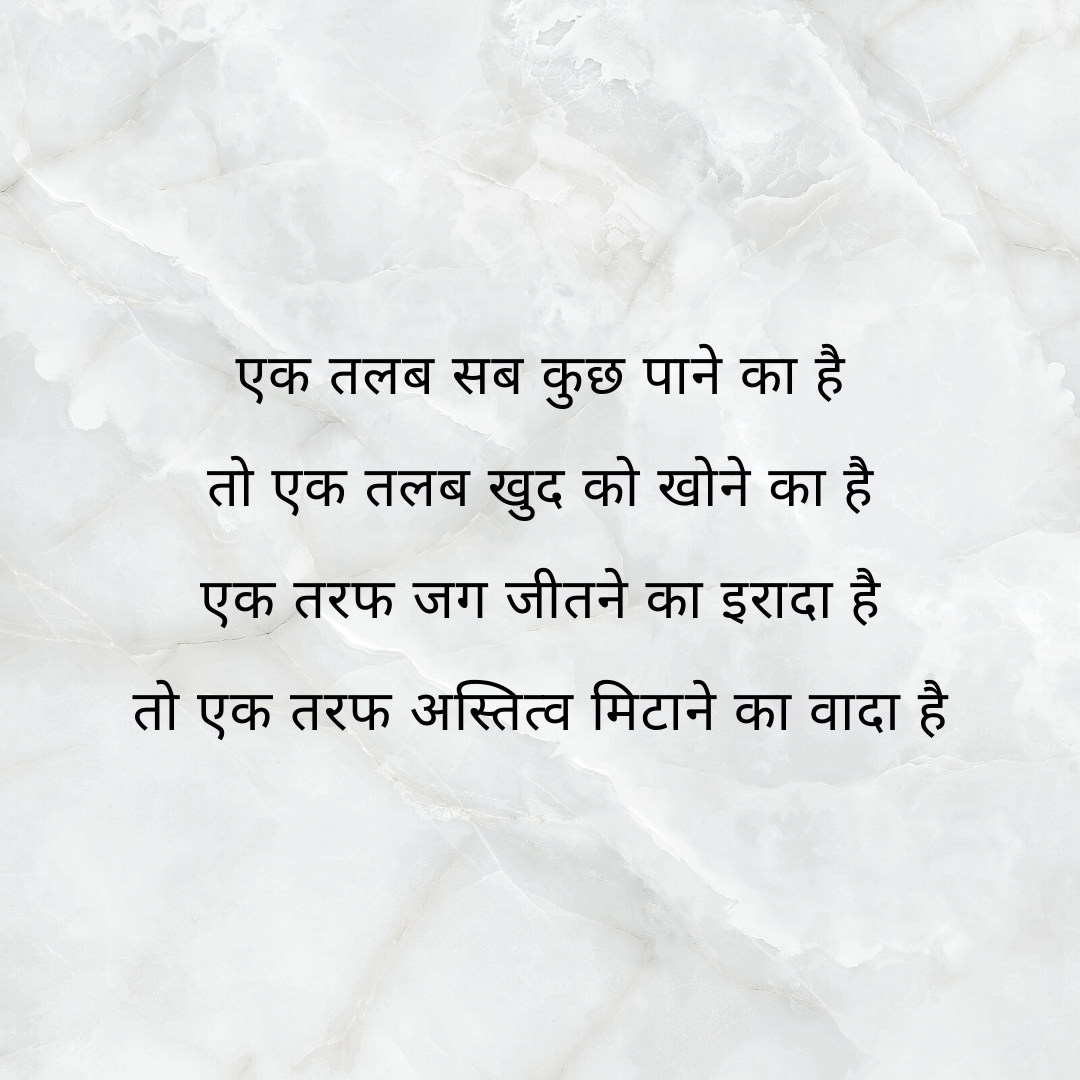 एक तलब सब कुछ पाने का है
तो एक तलब खुद को खोने का है
एक तरफ जग जीतने का इरादा है
तो एक तरफ अस्तित्व मिटाने का वादा है